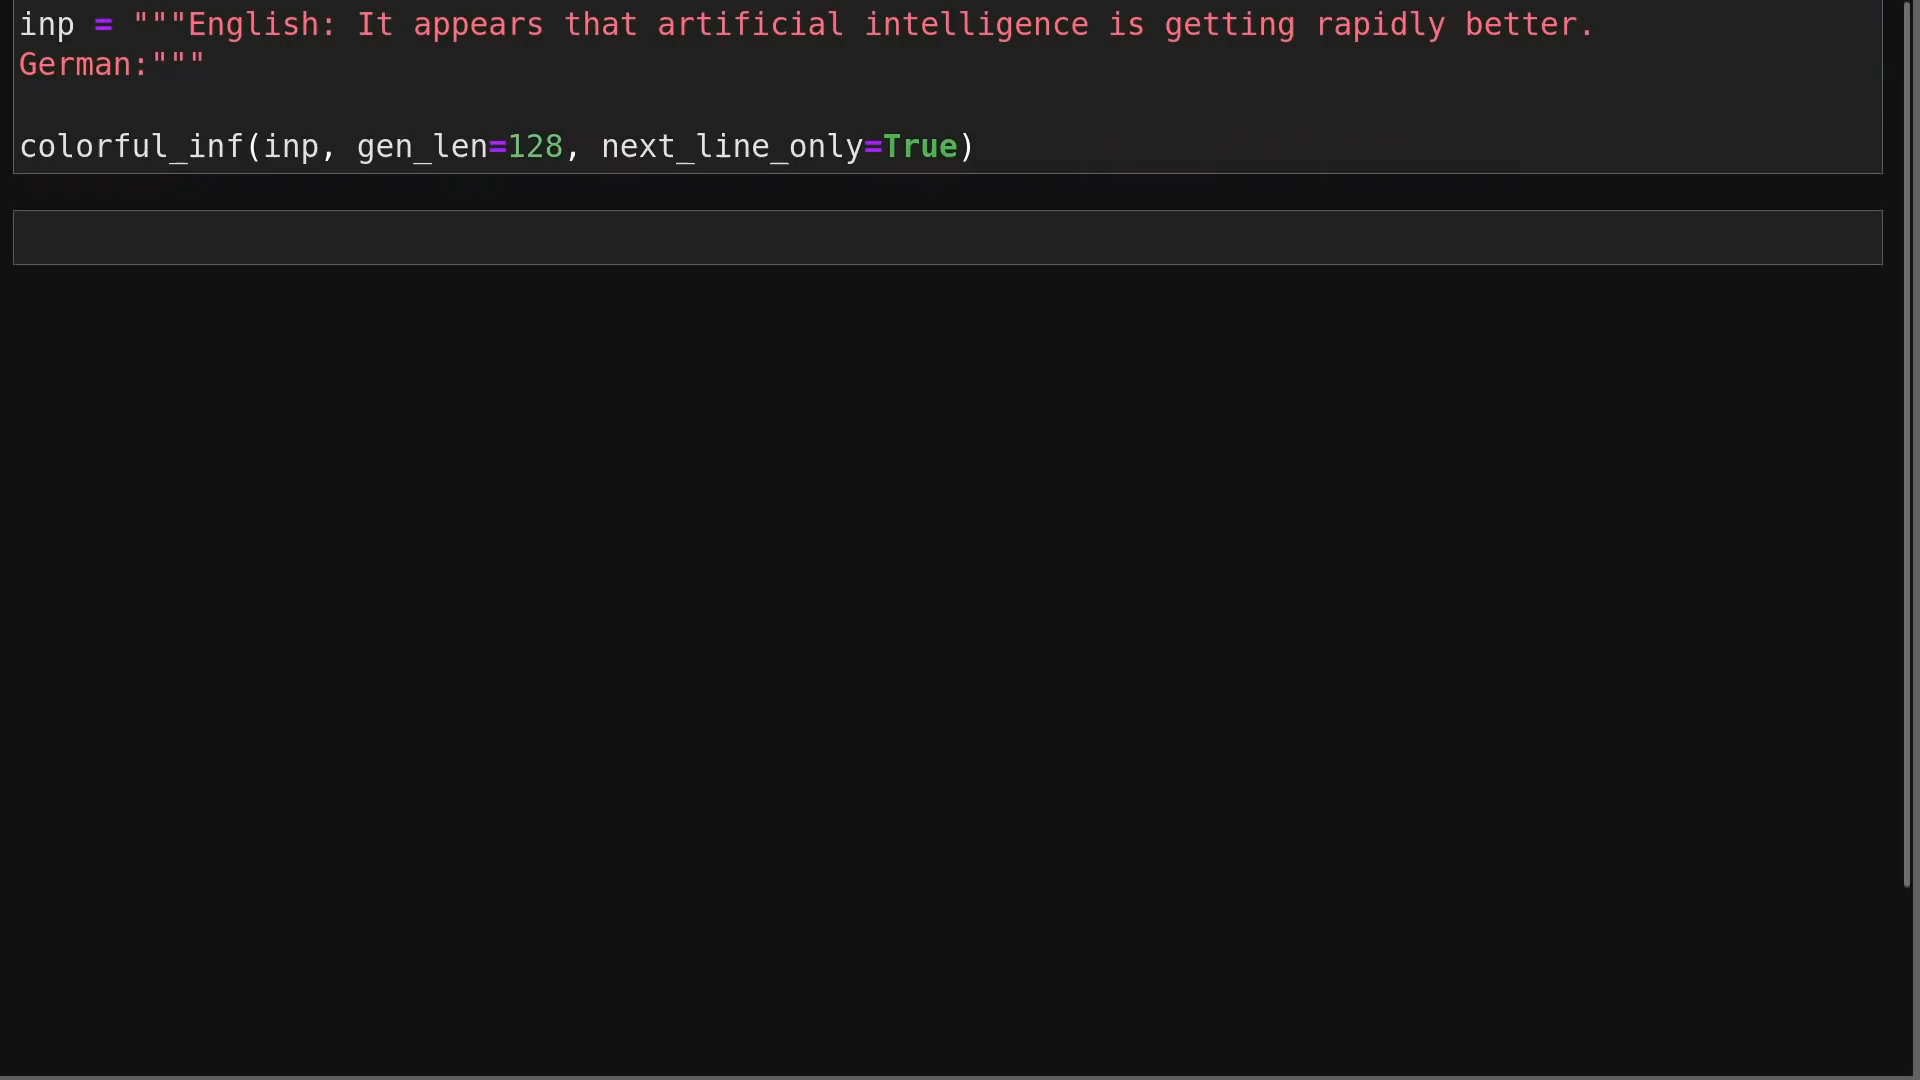 inp = """English: It appears that artificial intelligence is getting rapidly better.
German:"""
colorful_inf(inp, gen_len=128, next_line_only=True)